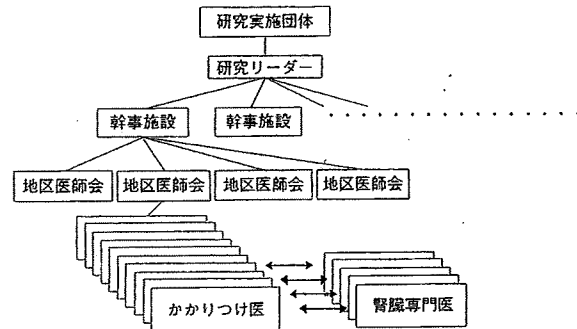 研究実施団体
研究リーダー
幹事施設
幹事施設
地区医師会
地区医師会
地区医師会
地区医師会
かかりつけ医
腎臓専門医